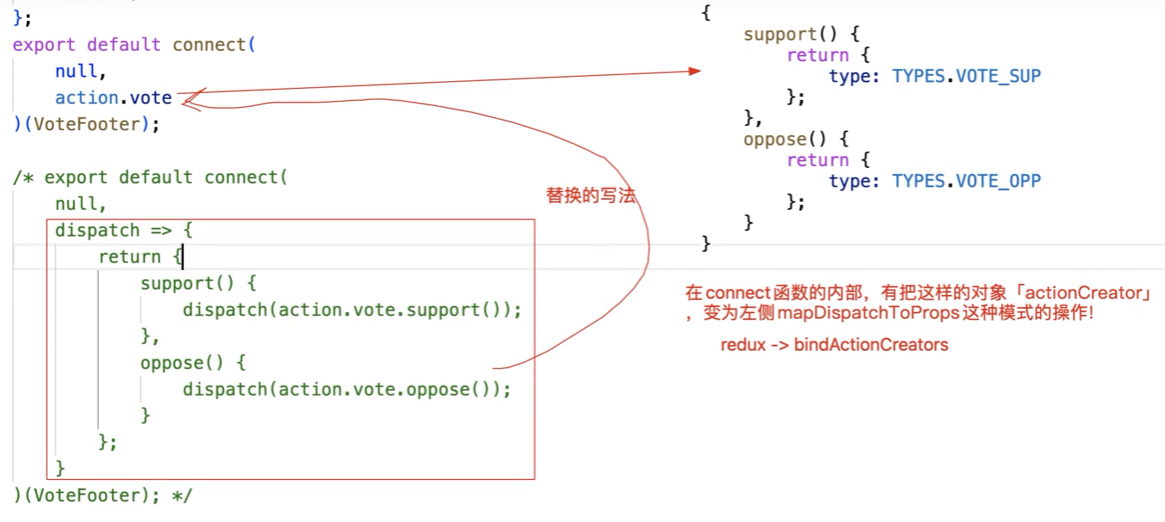 };
export default connect(
    null,
    action.vote
)(VoteFooter);
/* export default connect(
    null,
    dispatch => {
        return {
            support() {
                dispatch(action.vote.support());
            },
            oppose() {
                dispatch(action.vote.oppose());
            }
        };
    }
)(VoteFooter); */
替换的写法
{
    support() {
        return {
            type: TYPES.VOTE_SUP
        };
    },
    oppose() {
        return {
            type: TYPES.VOTE_OPP
        };
    }
}
在connect函数的内部，有把这样的对象「actionCreator」
，变为左侧mapDispatchToProps这种模式的操作！
redux -> bindActionCreators